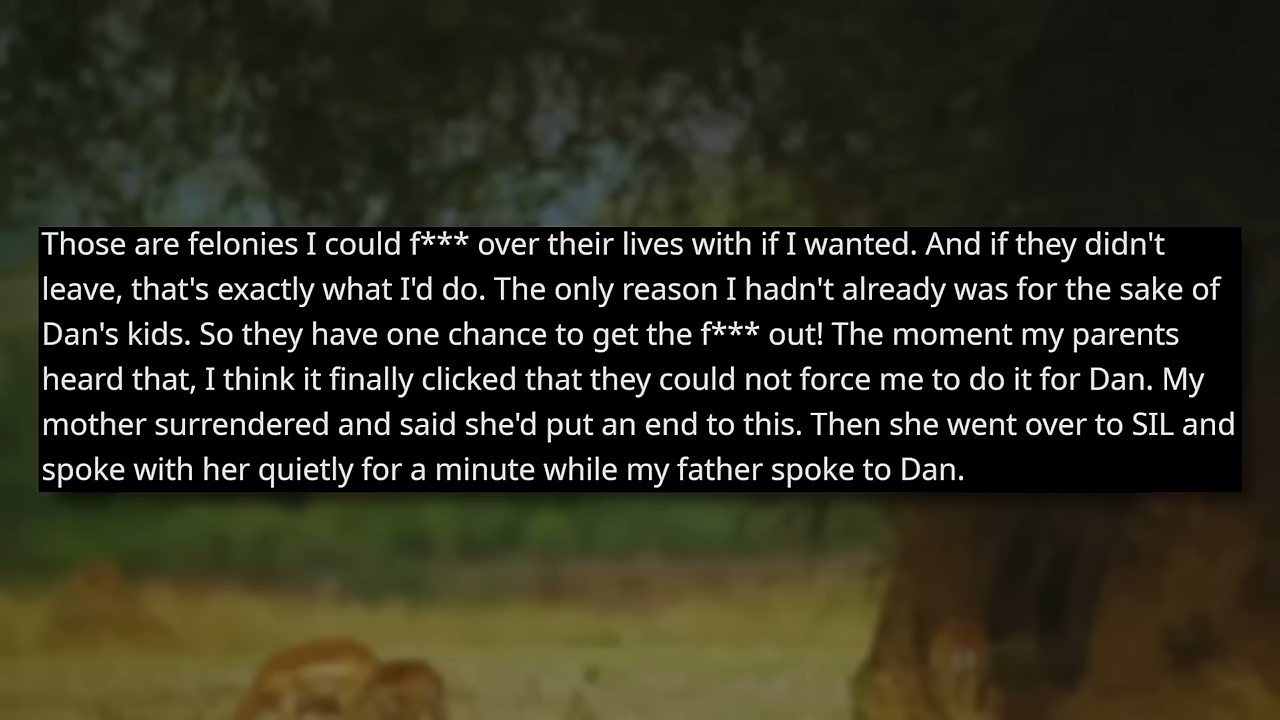 Those are felonies I could f*** over their lives with if I wanted. And if they didn't
leave, that's exactly what I'd do. The only reason I hadn't already was for the sake of
Dan's kids. So they have one chance to get the f*** out! The moment my parents
heard that, I think it finally clicked that they could not force me to do it for Dan. My
mother surrendered and said she'd put an end to this. Then she went over to SIL and
spoke with her quietly for a minute while my father spoke to Dan.